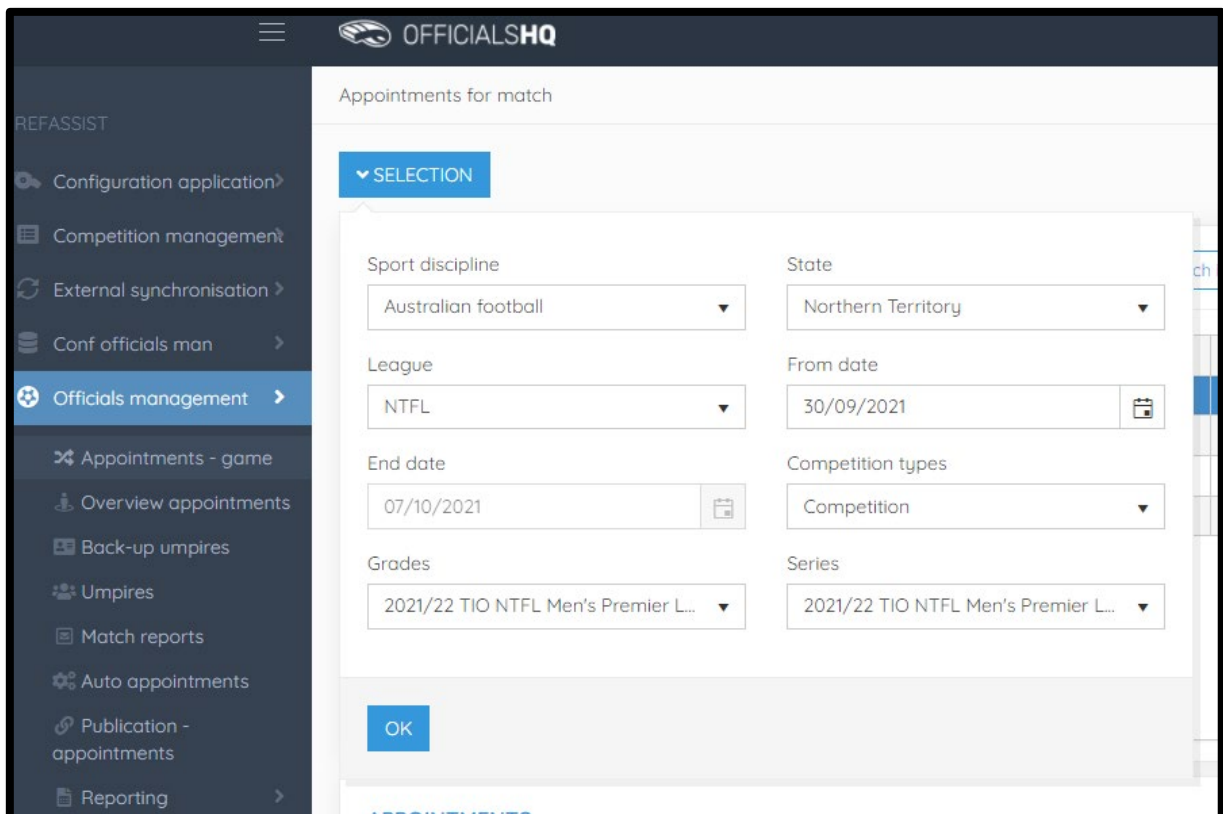 OFFICIALSHQ
Appointments for match
REFASSIST
Configuration application
Competition management
External synchronisation
Conf officials man
Officials management
Appointments - game
Overview appointments
Back-up umpires
Umpires
Match reports
Auto appointments
Publication -
appointments
Reporting
SELECTION
Sport discipline
State
Australian football
Northern Territory
League
From date
NTFL
30/09/2021
End date
Competition types
07/10/2021
Competition
Grades
Series
2021/22 TIO NTFL Men's Premier L...
2021/22 TIO NTFL Men's Premier L...
OK
APPOINTMENTS